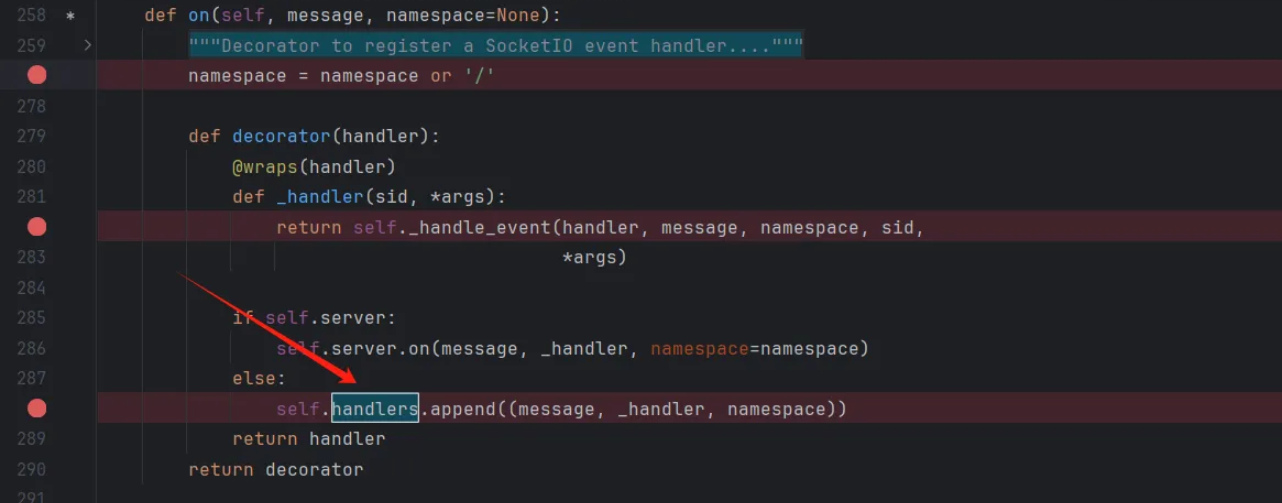 258 * def on(self, message, namespace=None):
259 > """Decorator to register a SocketIO event handler...."""
namespace = namespace or '/'
278
279 def decorator(handler):
280 @wraps(handler)
281 def _handler(sid, *args):
return self._handle_event(handler, message, namespace, sid,
283 *args)
284
285 if self.server:
286 self.server.on(message, _handler, namespace=namespace)
287 else:
self.handlers.append((message, _handler, namespace))
289 return handler
290 return decorator
291